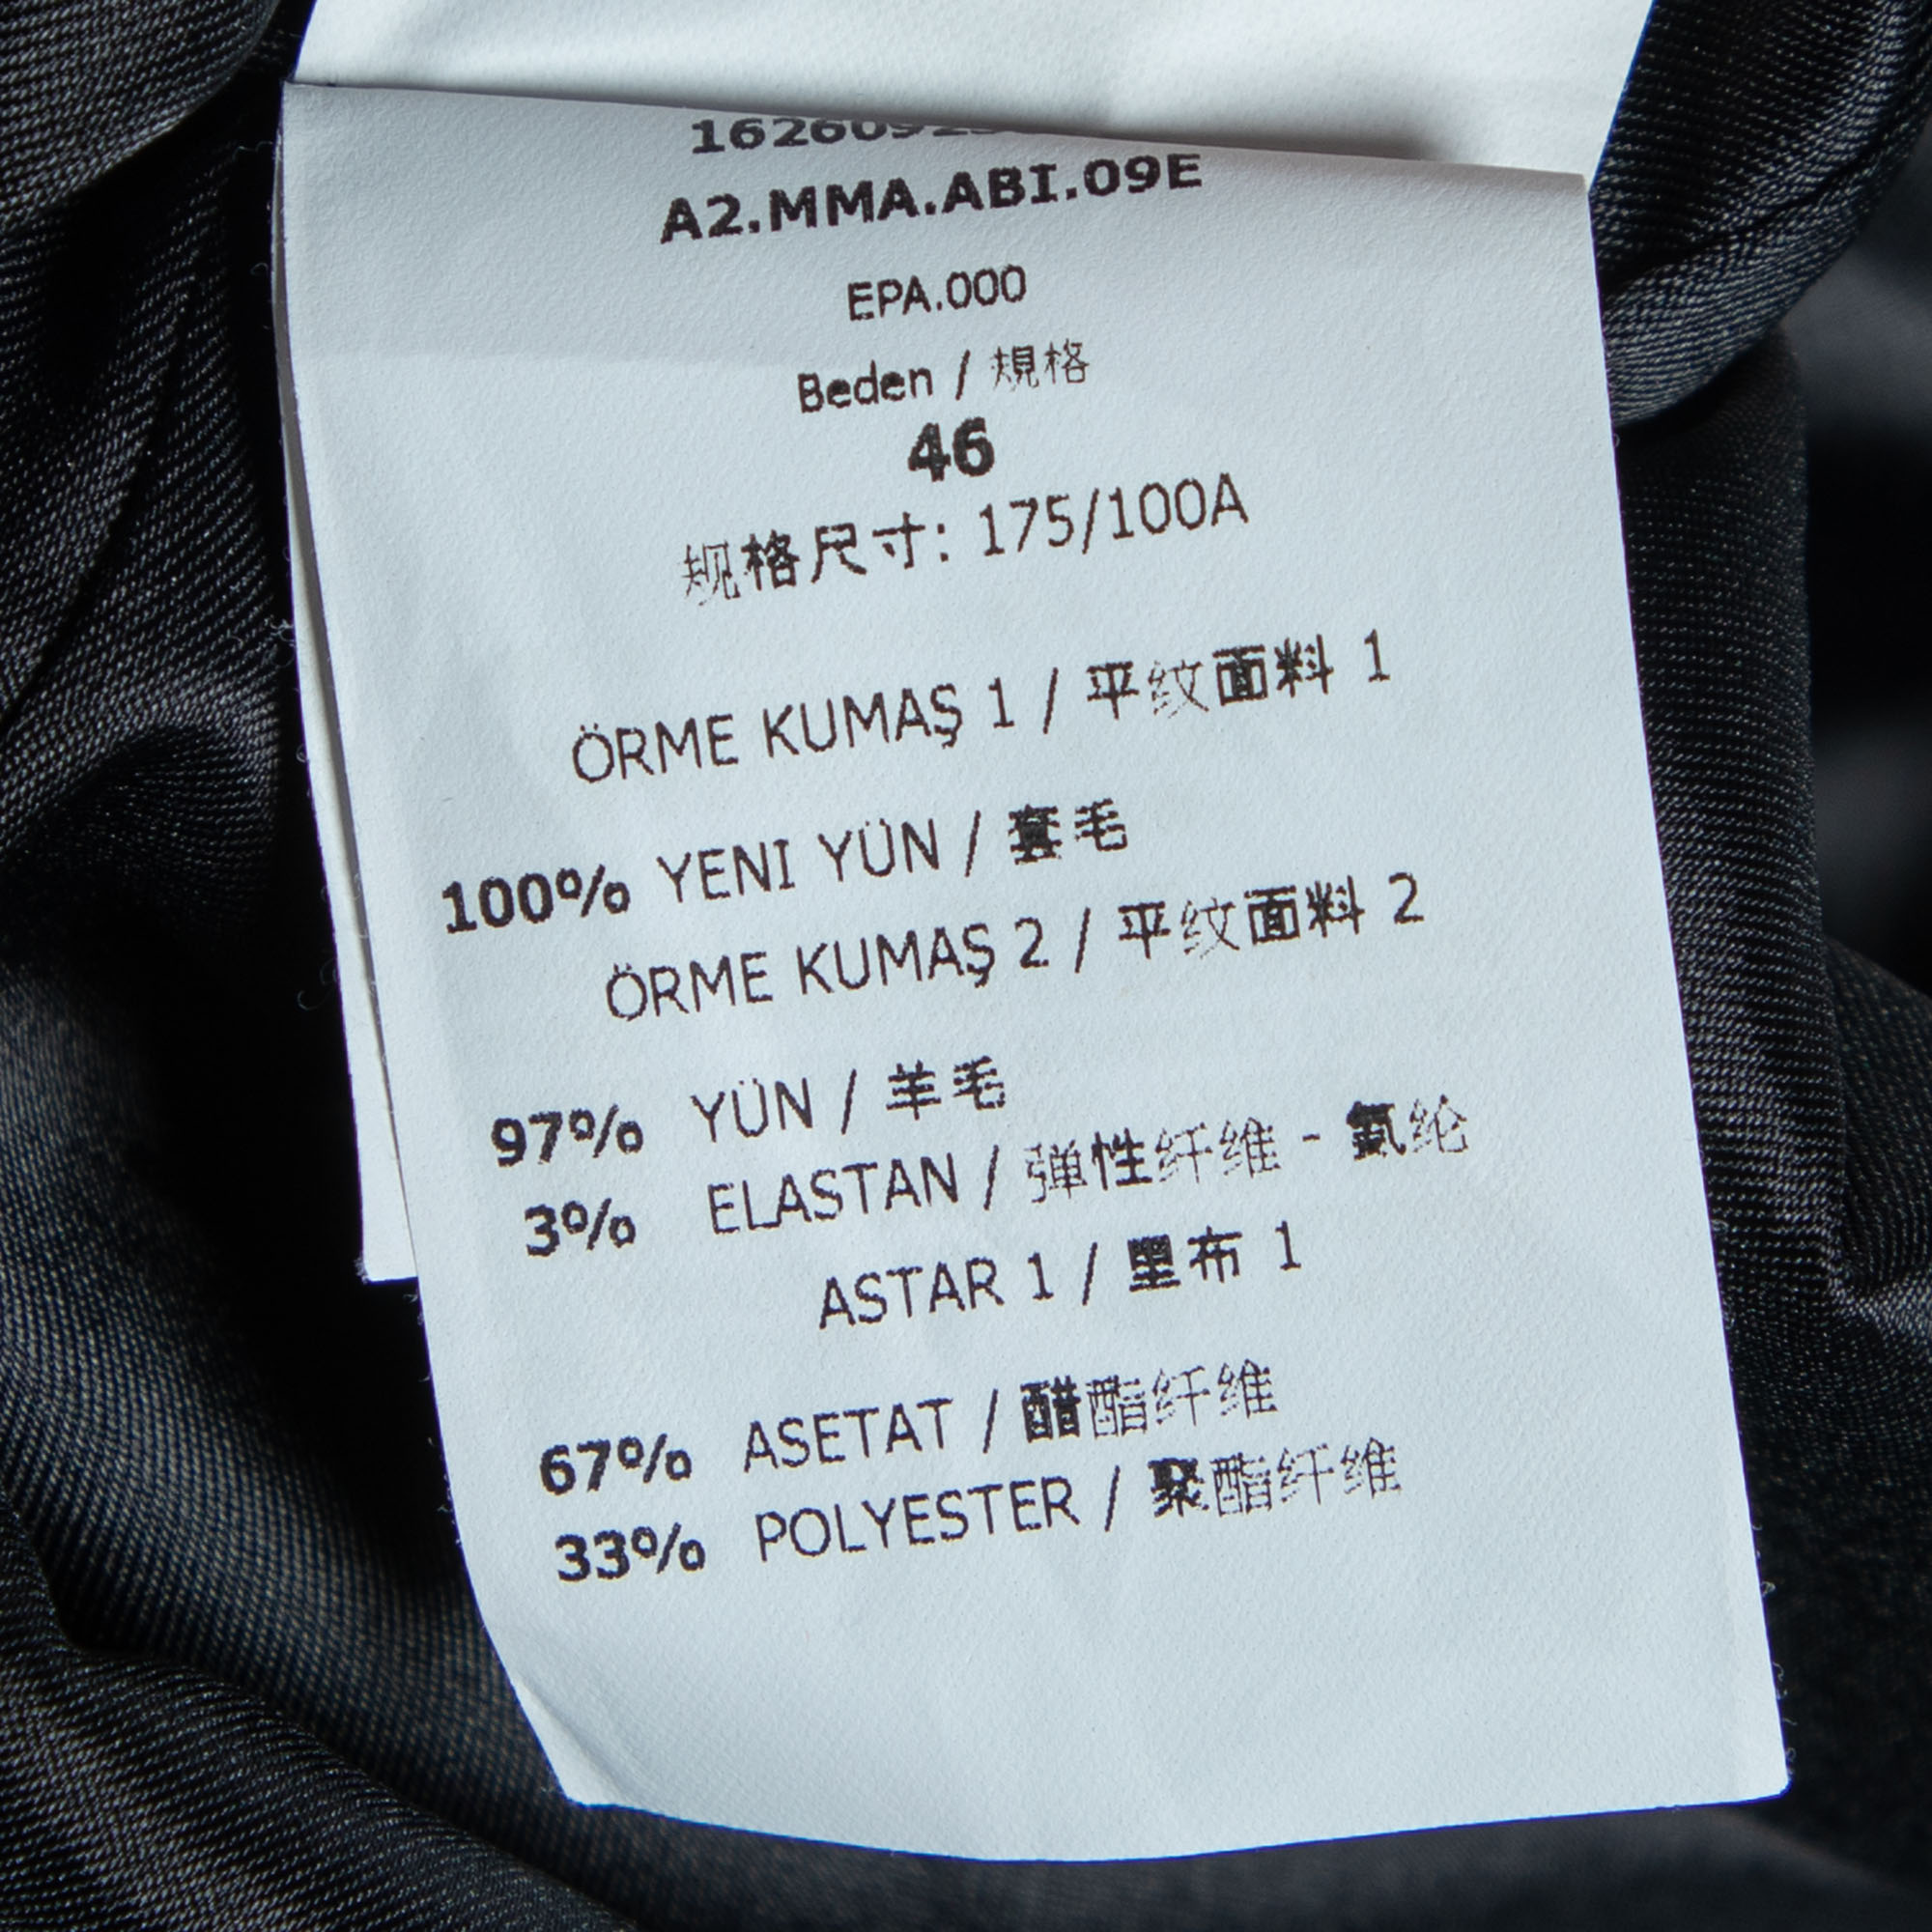 A2.MMA.ABI.09E
EPA.000
Beden / 規格
46
规格尺寸: 175/100A
ÖRME KUMAŞ 1 / 平纹面料 1
100% YENI YÜN / 羊毛
ÖRME KUMAŞ 2 / 平纹面料 2
97% YÜN / 羊毛
3% ELASTAN / 弹性纤维 - 氨纶
ASTAR 1 / 里布 1
67% ASETAT / 醋酯纤维
33% POLYESTER / 聚酯纤维